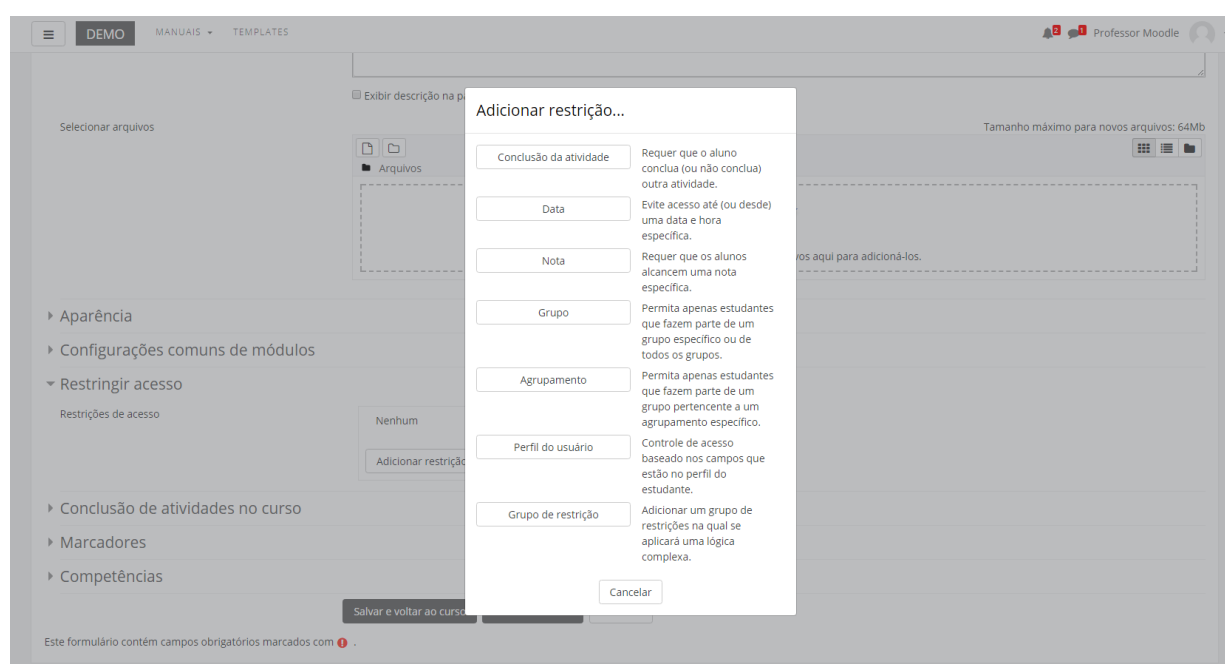 DEMO MANUAIS TEMPLATES Professor Moodle
2 1
Exibir descrição na p
Selecionar arquivos
Tamanho máximo para novos arquivos: 64Mb
Arquivos
vos aqui para adicioná-los.
Aparência
Configurações comuns de módulos
Restringir acesso
Restrições de acesso
Nenhum
Adicionar restrição
Conclusão de atividades no curso
Marcadores
Competências
Salvar e voltar ao curso
Este formulário contém campos obrigatórios marcados com .
Adicionar restrição...
Conclusão da atividade
Requer que o aluno
conclua (ou não conclua)
outra atividade.
Data
Evite acesso até (ou desde)
uma data e hora
específica.
Nota
Requer que os alunos
alcancem uma nota
específica.
Grupo
Permita apenas estudantes
que fazem parte de um
grupo específico ou de
todos os grupos.
Agrupamento
Permita apenas estudantes
que fazem parte de um
grupo pertencente a um
agrupamento específico.
Perfil do usuário
Controle de acesso
baseado nos campos que
estão no perfil do
estudante.
Grupo de restrição
Adicionar um grupo de
restrições na qual se
aplicará uma lógica
complexa.
Cancelar